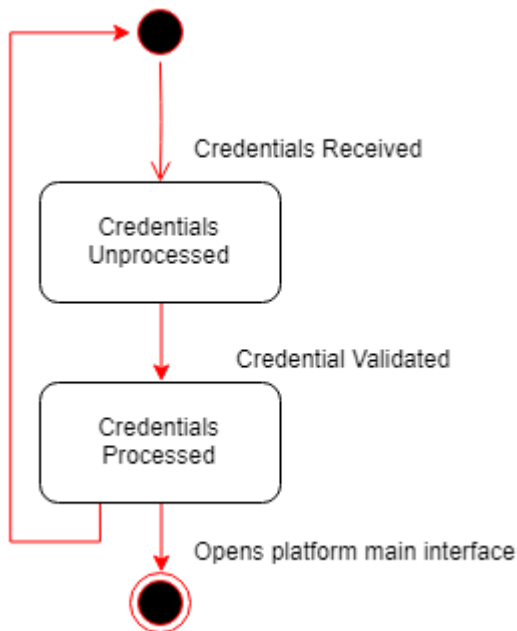 Credentials Received
Credentials
Unprocessed
Credential Validated
Credentials
Processed
Opens platform main interface